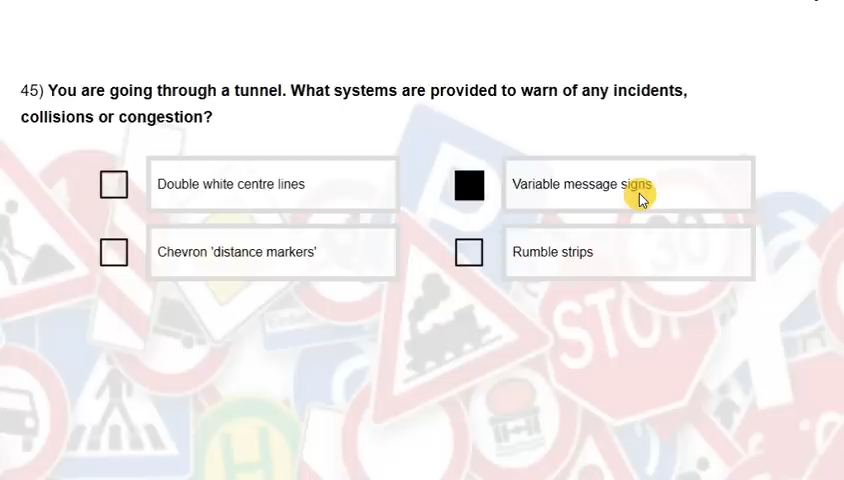 45) You are going through a tunnel. What systems are provided to warn of any incidents,
collisions or congestion?
Double white centre lines
Variable message signs
Chevron 'distance markers'
Rumble strips
P
30
STOP
H